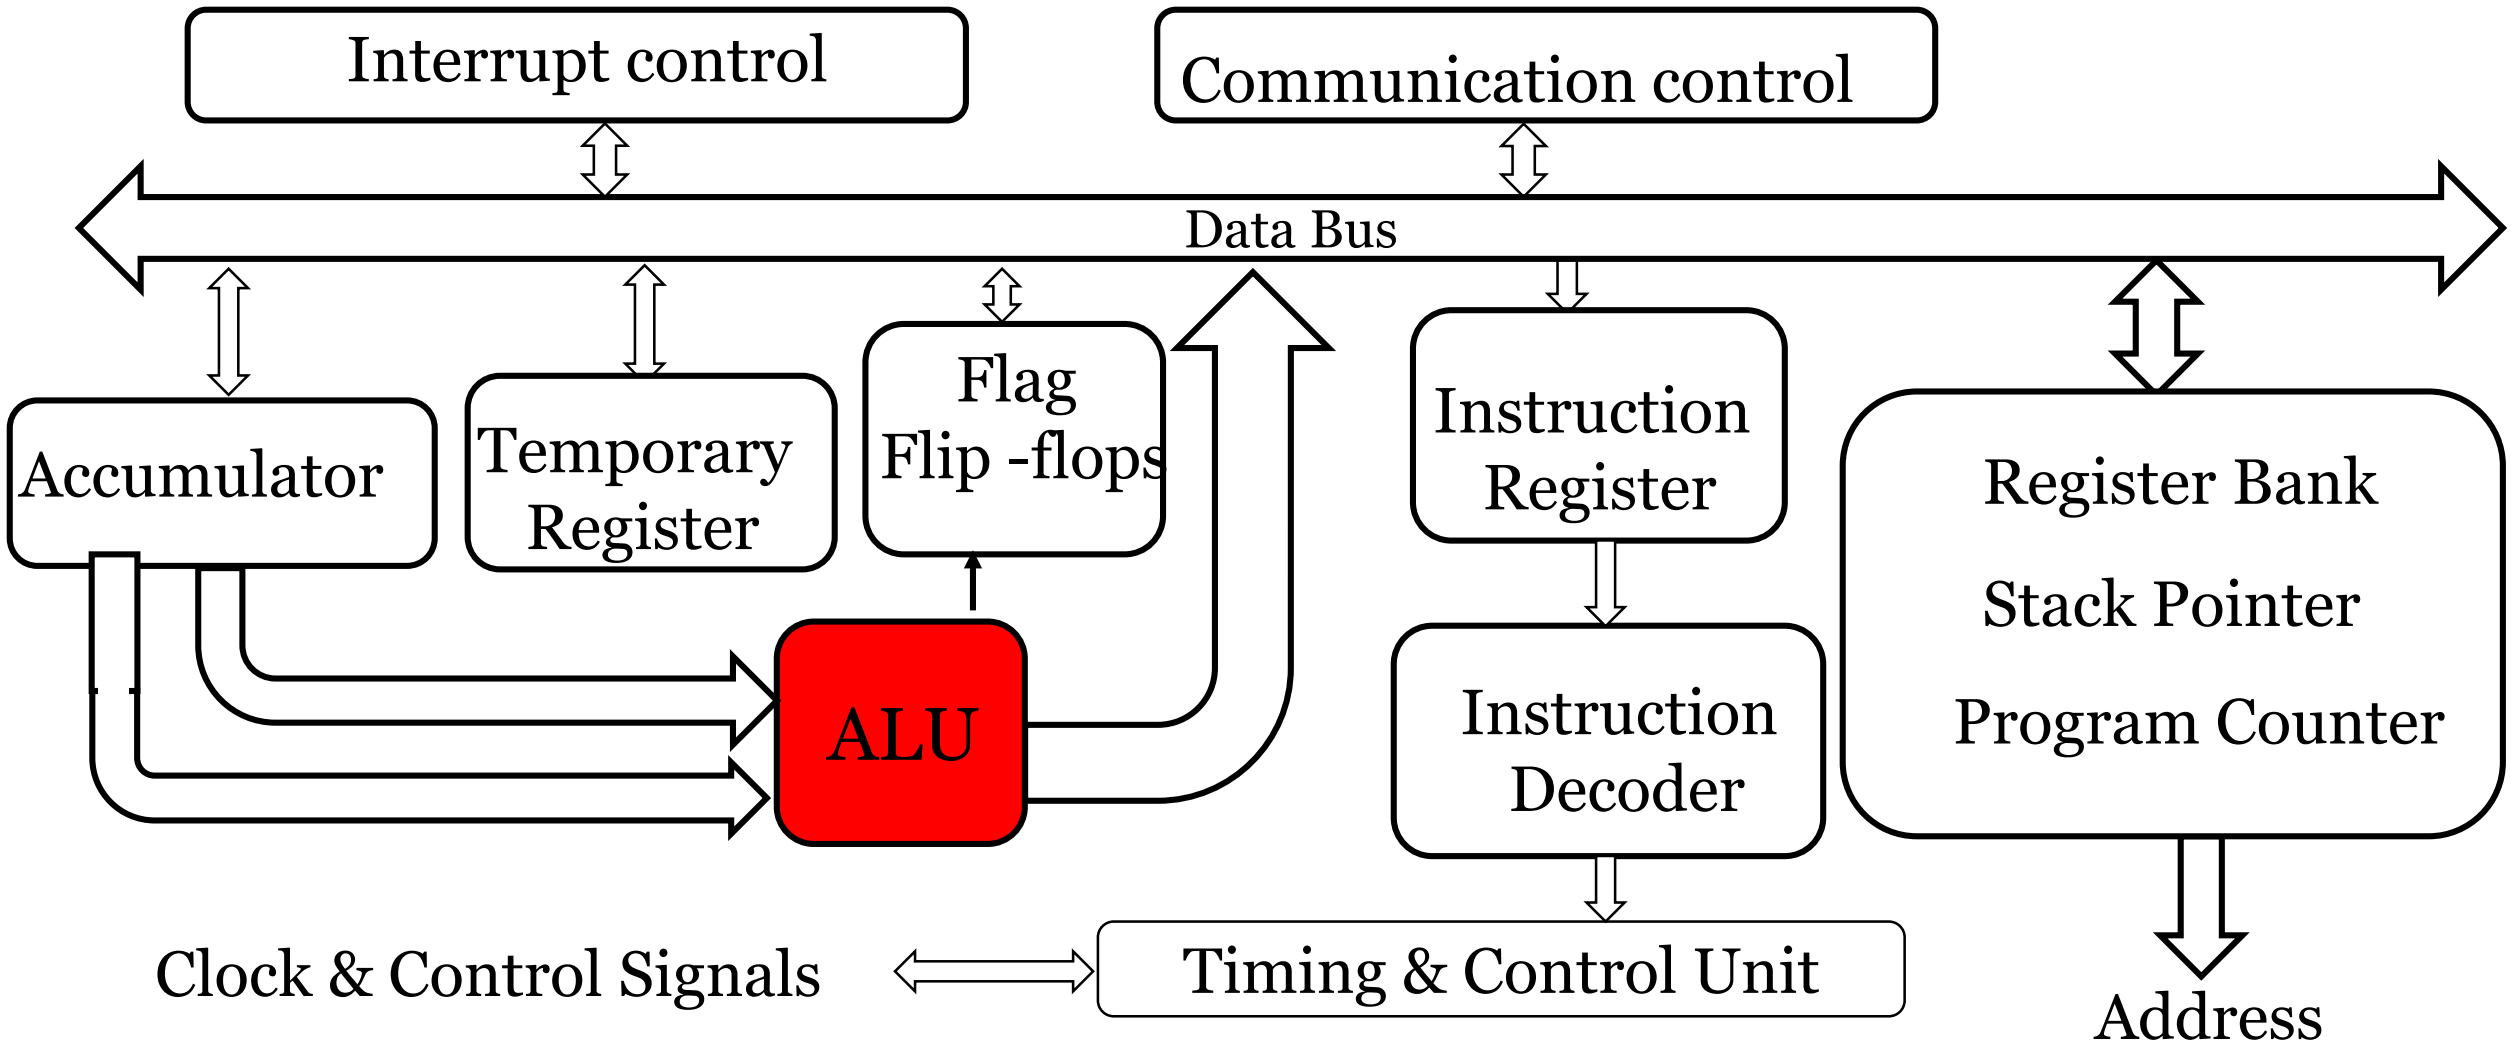 Interrupt control
Communication control
Data Bus
Accumulator
Temporary
Register
Flag
Flip -flops
Instruction
Register
Register Bank
Stack Pointer
Program Counter
ALU
Instruction
Decoder
Clock & Control Signals
Timing & Control Unit
Address